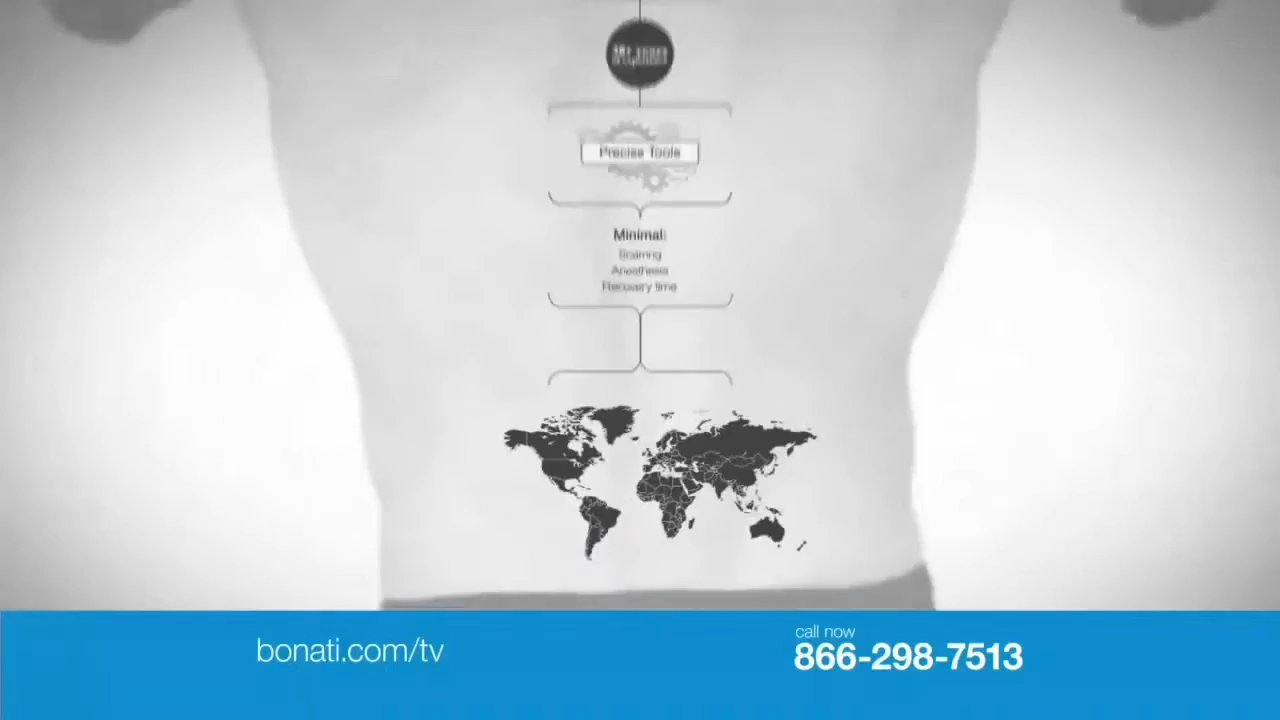 Precise Tools
Minimal:
Scarring
Anesthesia
Recovery time
bonati.com/tv
call now
866-298-7513